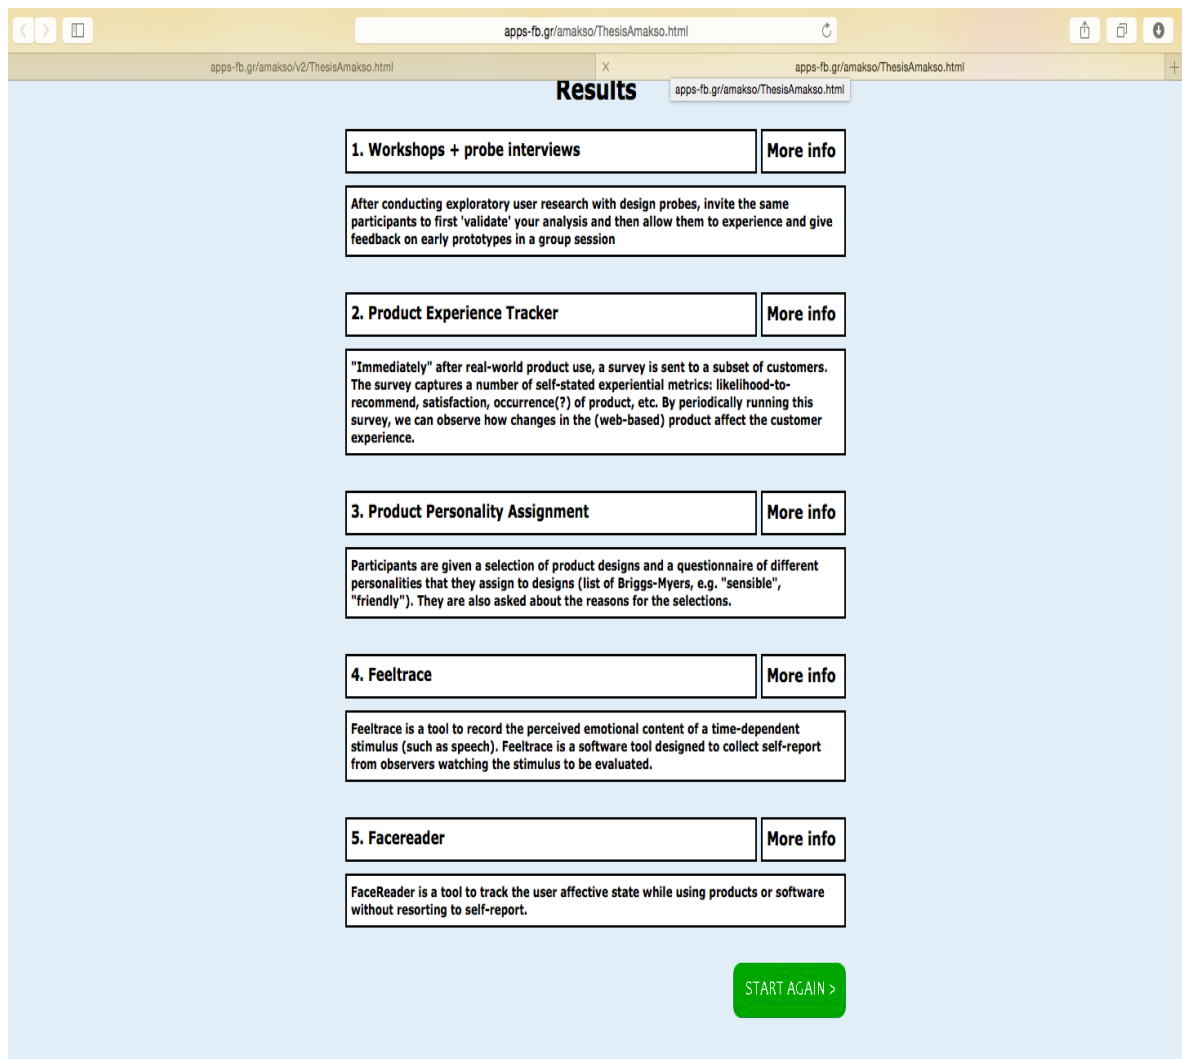 apps-fb.gr/amakso/ThesisAmakso.html
apps-fb.gr/amakso/v2/ThesisAmakso.html
X
apps-fb.gr/amakso/ThesisAmakso.html
+
Results
apps-fb.gr/amakso/ThesisAmakso.html
1. Workshops + probe interviews
More info
After conducting exploratory user research with design probes, invite the same
participants to first 'validate' your analysis and then allow them to experience and give
feedback on early prototypes in a group session
2. Product Experience Tracker
More info
"Immediately" after real-world product use, a survey is sent to a subset of customers.
The survey captures a number of self-stated experiential metrics: likelihood-to-
recommend, satisfaction, occurrence(?) of product, etc. By periodically running this
survey, we can observe how changes in the (web-based) product affect the customer
experience.
3. Product Personality Assignment
More info
Participants are given a selection of product designs and a questionnaire of different
personalities that they assign to designs (list of Briggs-Myers, e.g. "sensible",
"friendly"). They are also asked about the reasons for the selections.
4. Feeltrace
More info
Feeltrace is a tool to record the perceived emotional content of a time-dependent
stimulus (such as speech). Feeltrace is a software tool designed to collect self-report
from observers watching the stimulus to be evaluated.
5. Facereader
More info
FaceReader is a tool to track the user affective state while using products or software
without resorting to self-report.
START AGAIN >